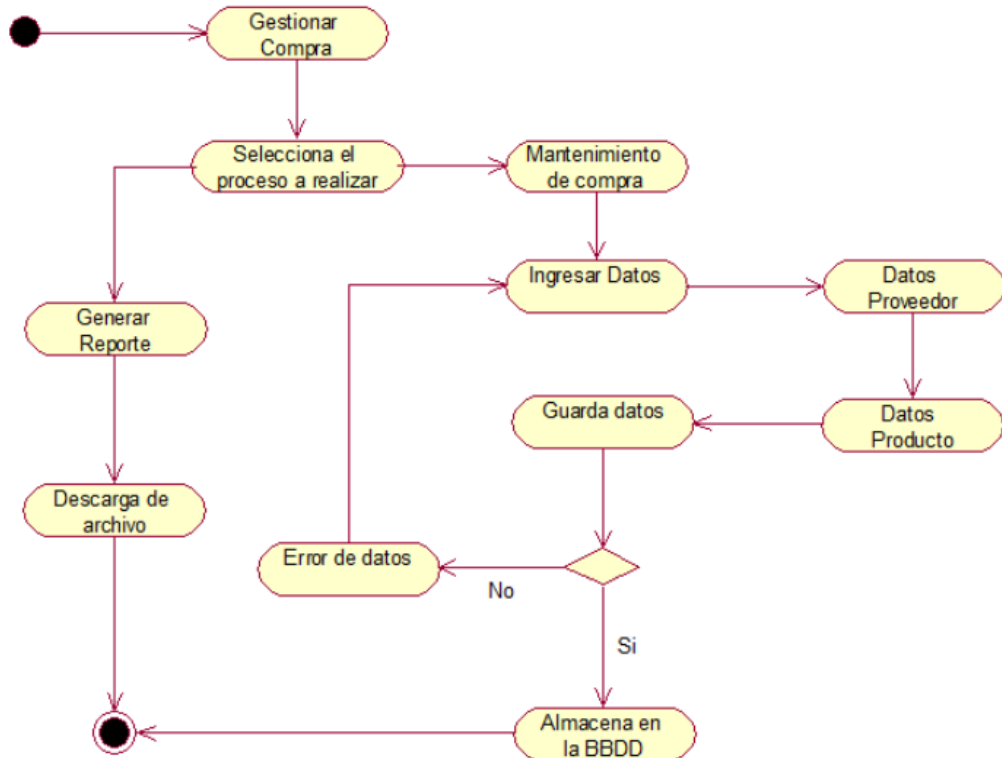 Gestionar
Compra
Selecciona el
proceso a realizar
Mantenimiento
de compra
Ingresar Datos
Datos
Proveedor
Generar
Reporte
Guarda datos
Datos
Producto
Descarga de
archivo
Error de datos
No
Si
Almacena en
la BBDD